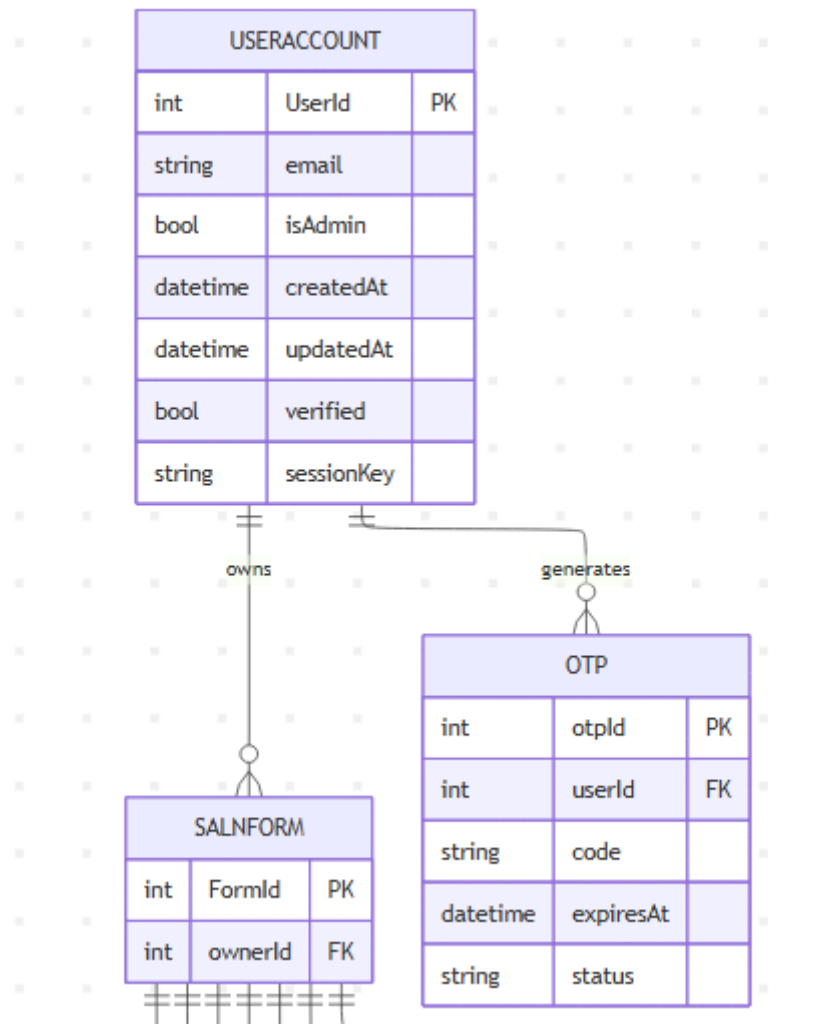 USERACCOUNT
int UserId PK
string email
bool isAdmin
datetime createdAt
datetime updatedAt
bool verified
string sessionKey
owns
generates
OTP
int otpId PK
int userId FK
string code
datetime expiresAt
string status
SALNFORM
int FormId PK
int ownerId FK